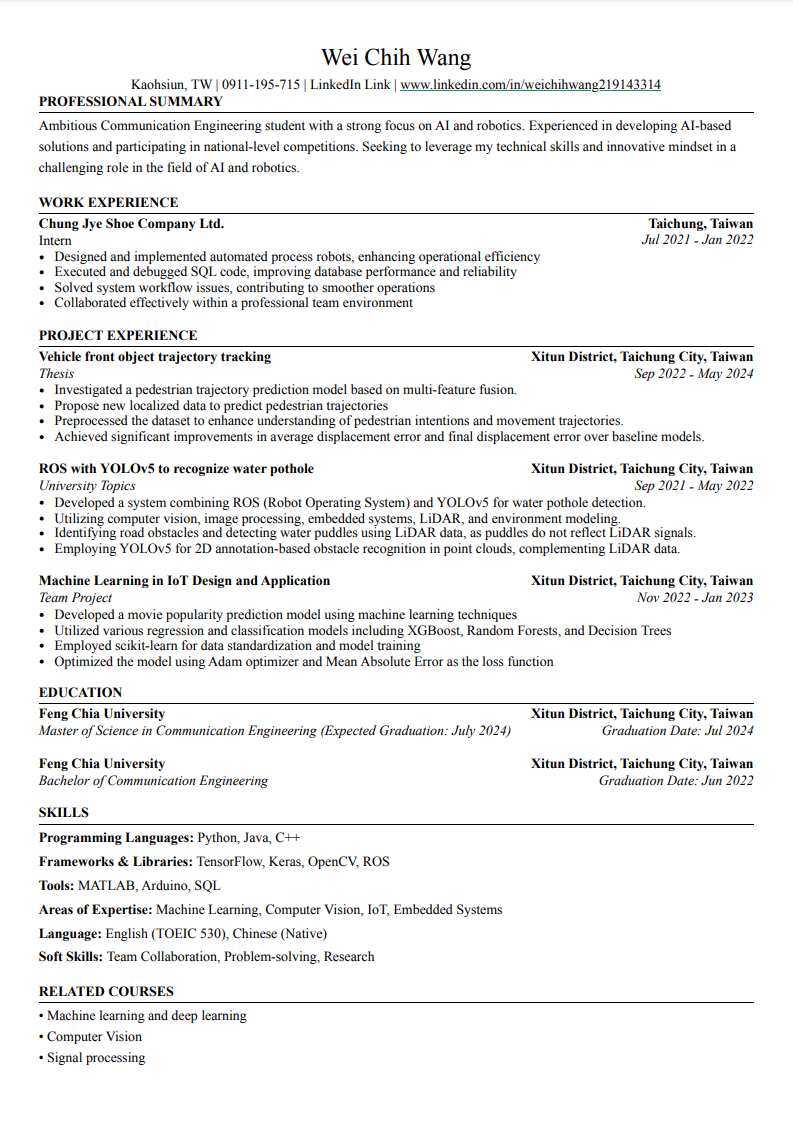 Wei Chih Wang
Kaohsiun, TW | 0911-195-715 | LinkedIn Link | www.linkedin.com/in/weichihwang219143314
PROFESSIONAL SUMMARY
Ambitious Communication Engineering student with a strong focus on AI and robotics. Experienced in developing AI-based
solutions and participating in national-level competitions. Seeking to leverage my technical skills and innovative mindset in a
challenging role in the field of AI and robotics.
WORK EXPERIENCE
Chung Jye Shoe Company Ltd. Taichung, Taiwan
Intern Jul 2021 - Jan 2022
• Designed and implemented automated process robots, enhancing operational efficiency
• Executed and debugged SQL code, improving database performance and reliability
• Solved system workflow issues, contributing to smoother operations
• Collaborated effectively within a professional team environment
PROJECT EXPERIENCE
Vehicle front object trajectory tracking Xitun District, Taichung City, Taiwan
Thesis Sep 2022 - May 2024
• Investigated a pedestrian trajectory prediction model based on multi-feature fusion.
• Propose new localized data to predict pedestrian trajectories
• Preprocessed the dataset to enhance understanding of pedestrian intentions and movement trajectories.
• Achieved significant improvements in average displacement error and final displacement error over baseline models.
ROS with YOLOv5 to recognize water pothole Xitun District, Taichung City, Taiwan
University Topics Sep 2021 - May 2022
• Developed a system combining ROS (Robot Operating System) and YOLOv5 for water pothole detection.
• Utilizing computer vision, image processing, embedded systems, LiDAR, and environment modeling.
• Identifying road obstacles and detecting water puddles using LiDAR data, as puddles do not reflect LiDAR signals.
• Employing YOLOv5 for 2D annotation-based obstacle recognition in point clouds, complementing LiDAR data.
Machine Learning in IoT Design and Application Xitun District, Taichung City, Taiwan
Team Project Nov 2022 - Jan 2023
• Developed a movie popularity prediction model using machine learning techniques
• Utilized various regression and classification models including XGBoost, Random Forests, and Decision Trees
• Employed scikit-learn for data standardization and model training
• Optimized the model using Adam optimizer and Mean Absolute Error as the loss function
EDUCATION
Feng Chia University Xitun District, Taichung City, Taiwan
Master of Science in Communication Engineering (Expected Graduation: July 2024) Graduation Date: Jul 2024
Feng Chia University Xitun District, Taichung City, Taiwan
Bachelor of Communication Engineering Graduation Date: Jun 2022
SKILLS
Programming Languages: Python, Java, C++
Frameworks & Libraries: TensorFlow, Keras, OpenCV, ROS
Tools: MATLAB, Arduino, SQL
Areas of Expertise: Machine Learning, Computer Vision, IoT, Embedded Systems
Language: English (TOEIC 530), Chinese (Native)
Soft Skills: Team Collaboration, Problem-solving, Research
RELATED COURSES
• Machine learning and deep learning
• Computer Vision
• Signal processing